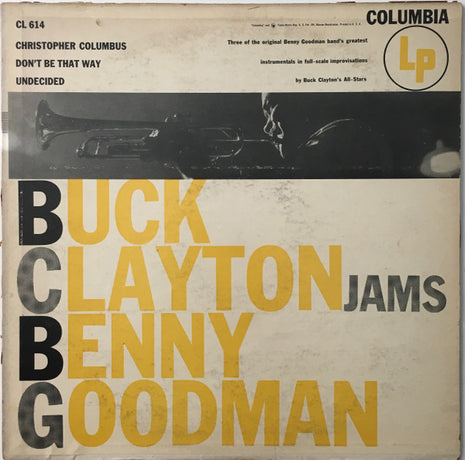 CL 614
COLUMBIA
Lp
CHRISTOPHER COLUMBUS
DON'T BE THAT WAY
UNDECIDED
Three of the original Benny Goodman band's greatest
instrumentals in full-scale improvisations
by Buck Clayton's All-Stars
BUCK
CLAYTON JAMS
BENNY
GOODMAN